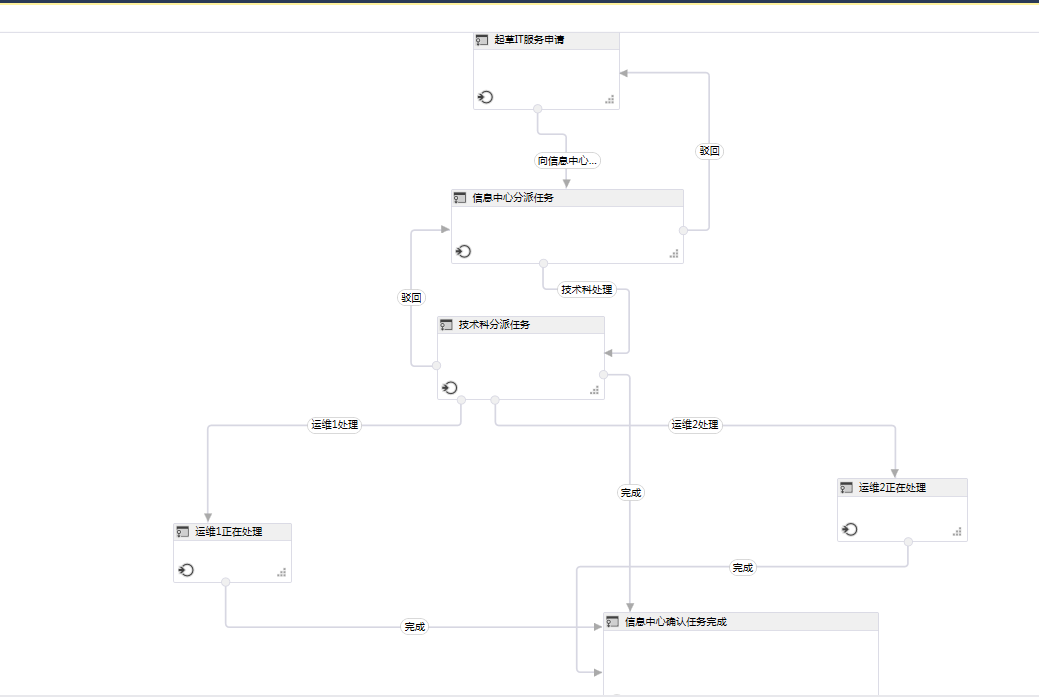 起草IT服务申请
驳回
向信息中心...
信息中心分派任务
技术科处理
驳回
技术科分派任务
运维1处理
运维2处理
运维2正在处理
完成
运维1正在处理
完成
信息中心确认任务完成
完成